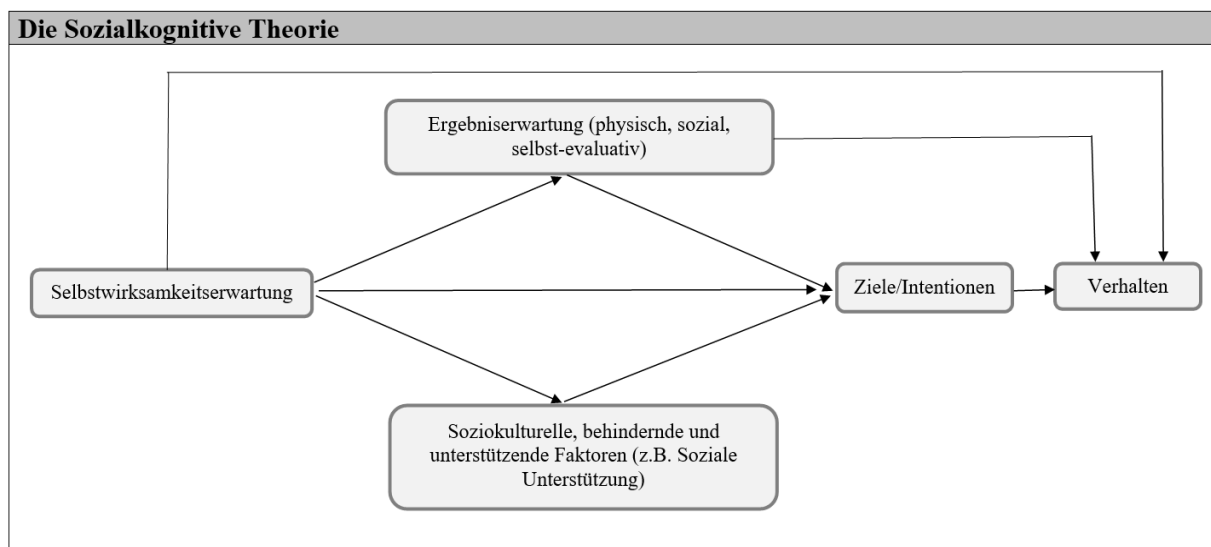 Die Sozialkognitive Theorie
Ergebniserwartung (physisch, sozial,
selbst-evaluativ)
Selbstwirksamkeitserwartung
Ziele/Intentionen
Verhalten
Soziokulturelle, behindernde und
unterstützende Faktoren (z.B. Soziale
Unterstützung)